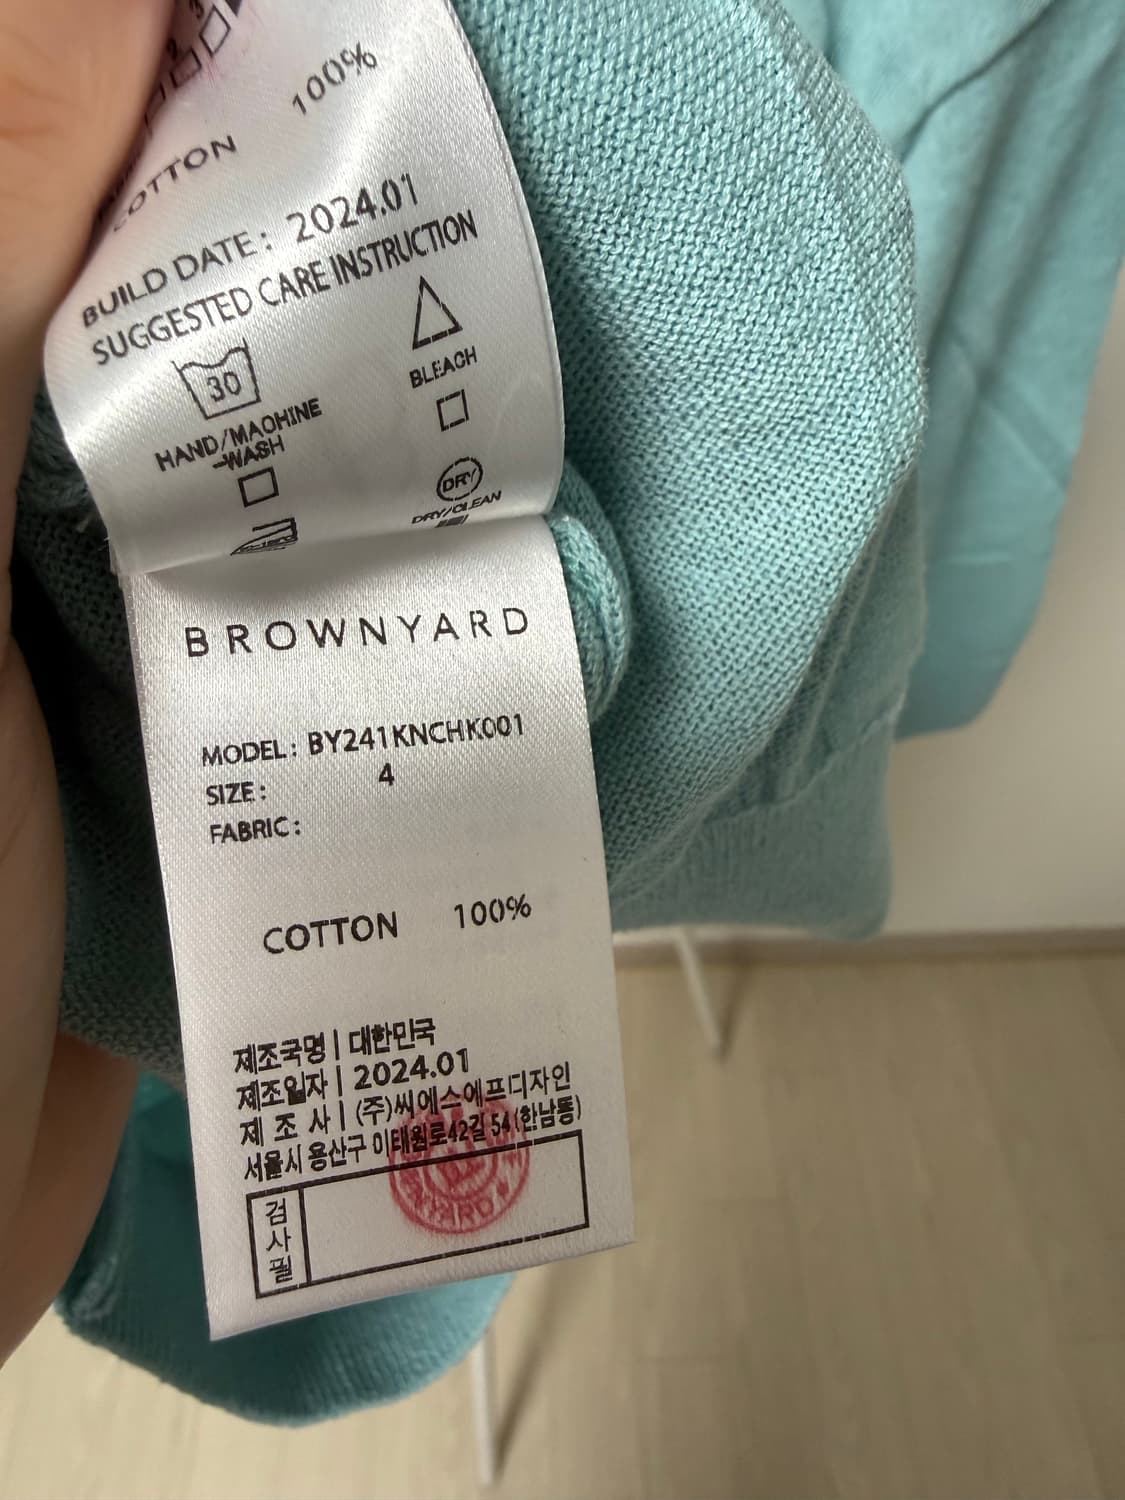 3
2
COTTON 100%
BUILD DATE: 2024.01
SUGGESTED CARE INSTRUCTION
30
HAND/MACHINE
-WASH
BLEACH
DRY
DRY/CLEAN
BROWNYARD
MODEL: BY241KNCHK001
SIZE: 4
FABRIC:
COTTON 100%
제조국명 | 대한민국
제조일자 | 2024.01
제 조 사 | (주)씨에스에프디자인
서울시 용산구 이태원로42길 54 (한남동)
검사필